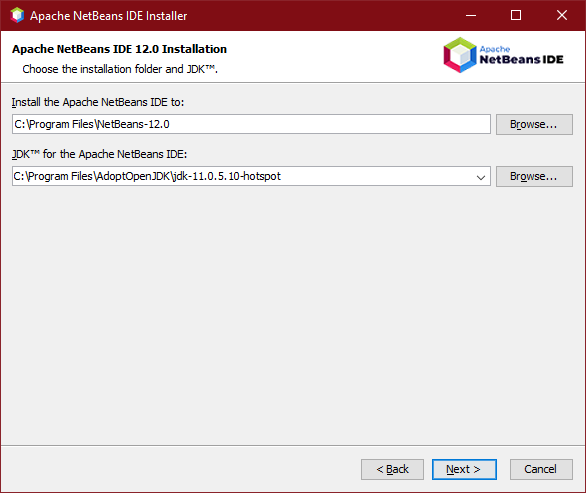 Apache NetBeans IDE Installer
Apache NetBeans IDE 12.0 Installation
Choose the installation folder and JDK™.
Apache
NetBeans IDE
Install the Apache NetBeans IDE to:
C:\Program Files\NetBeans-12.0
Browse...
JDK™ for the Apache NetBeans IDE:
C:\Program Files\AdoptOpenJDK\jdk-11.0.5.10-hotspot
Browse...
< Back
Next >
Cancel